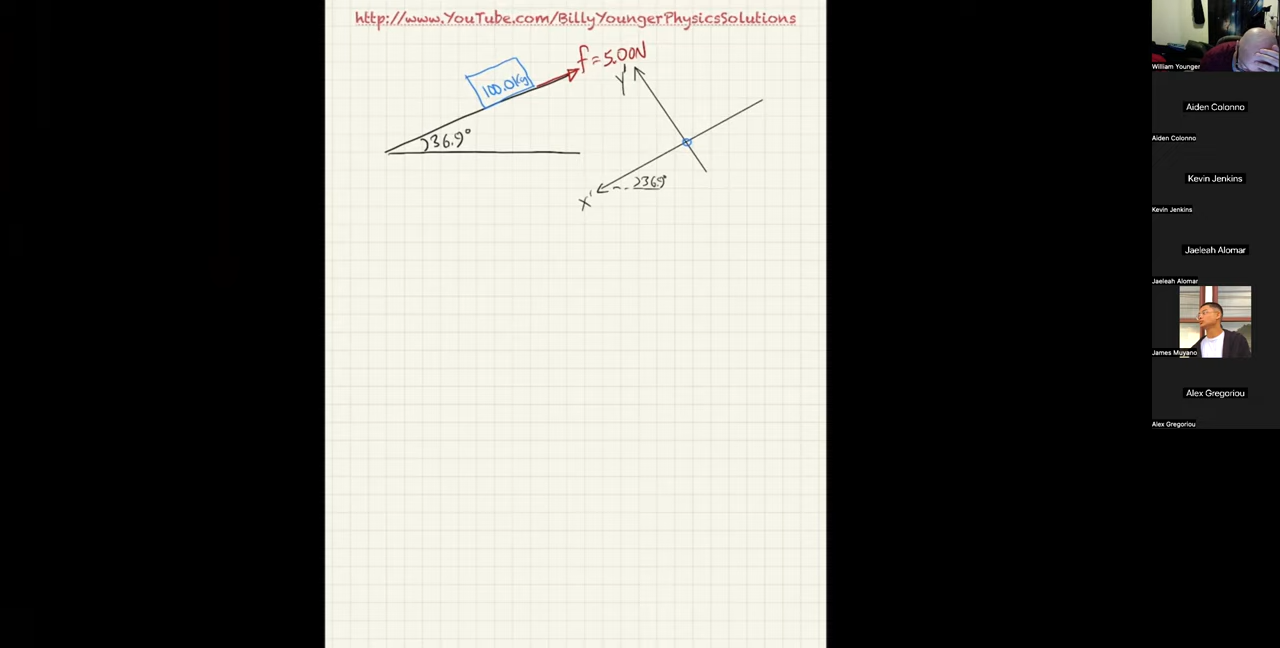 http://www.YouTube.com/BillyYoungerPhysicsSolutions
f=5.00N
100.0kg
36.9°
Y'
X'
236.9°
William Younger
Aiden Colonno
Aiden Colonno
Kevin Jenkins
Kevin Jenkins
Jaeleah Alomar
Jaeleah Alomar
James Muyano
Alex Gregoriou
Alex Gregoriou